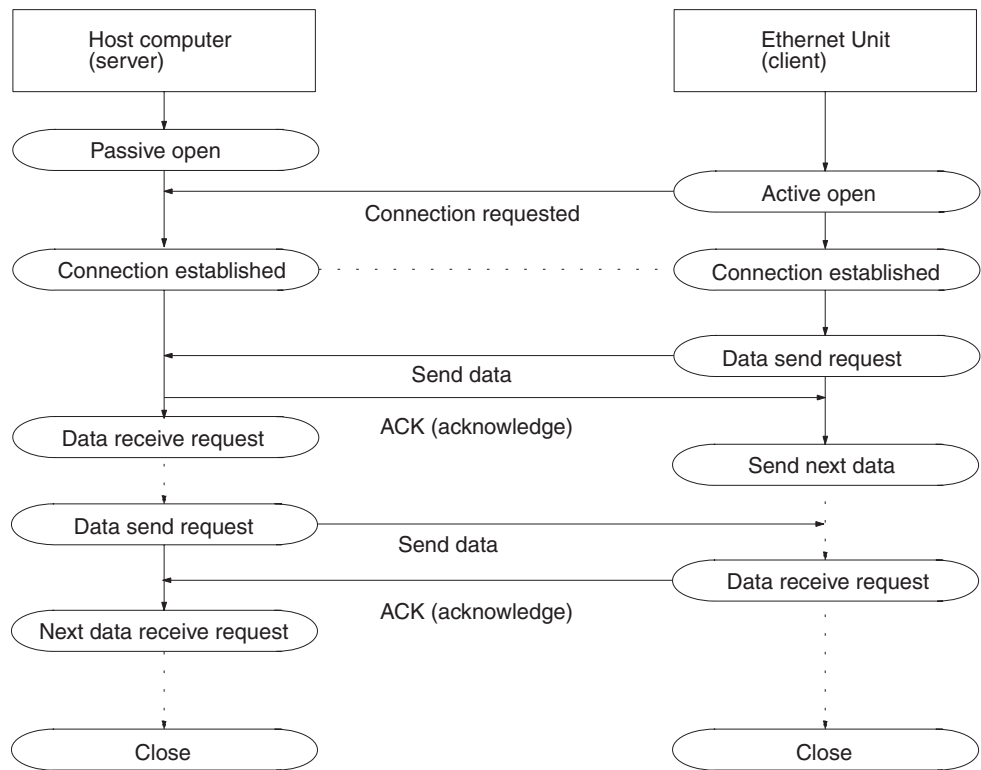 Host computer
(server)
Ethernet Unit
(client)
Passive open
Active open
Connection requested
Connection established
Connection established
Data send request
Send data
ACK (acknowledge)
Data receive request
Send next data
Data send request
Send data
Data receive request
ACK (acknowledge)
Next data receive request
Close
Close